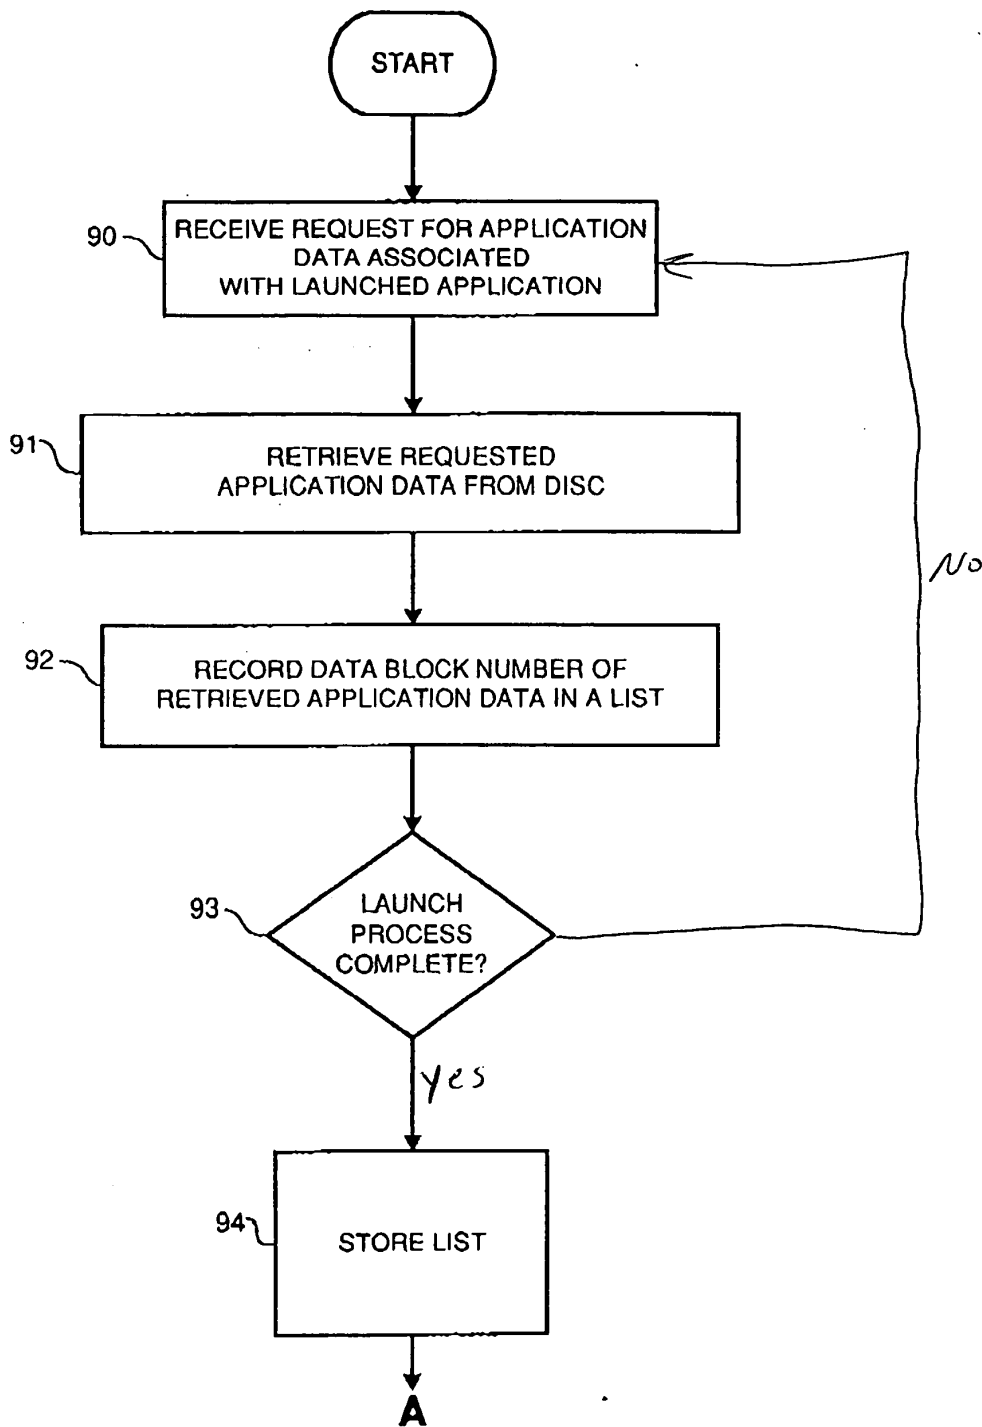 START
90
RECEIVE REQUEST FOR APPLICATION
DATA ASSOCIATED
WITH LAUNCHED APPLICATION
91
RETRIEVE REQUESTED
APPLICATION DATA FROM DISC
No
92
RECORD DATA BLOCK NUMBER OF
RETRIEVED APPLICATION DATA IN A LIST
93
LAUNCH
PROCESS
COMPLETE?
yes
94
STORE LIST
A